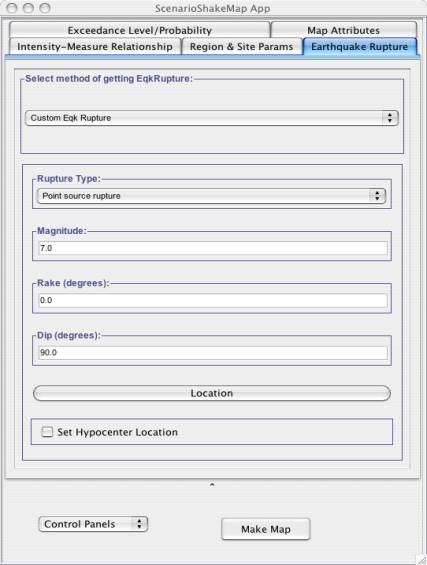 ScenarioShakeMap App
Exceedance Level/Probability Map Attributes
Intensity-Measure Relationship Region & Site Params Earthquake Rupture
Select method of getting EqkRupture:
Custom Eqk Rupture
Rupture Type:
Point source rupture
Magnitude:
7.0
Rake (degrees):
0.0
Dip (degrees):
90.0
Location
Set Hypocenter Location
Control Panels Make Map